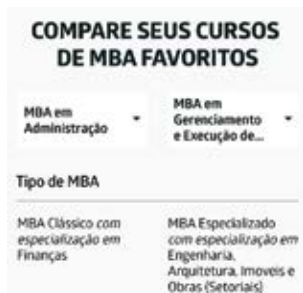 COMPARE SEUS CURSOS
DE MBA FAVORITOS
MBA em
Administração
MBA em
Gerenciamento
e Execução de...
Tipo de MBA
MBA Clássico com
especialização em
Finanças
MBA Especializado
com especialização em
Engenharia,
Arquitetura, Imoveis e
Obras (Setoriais)